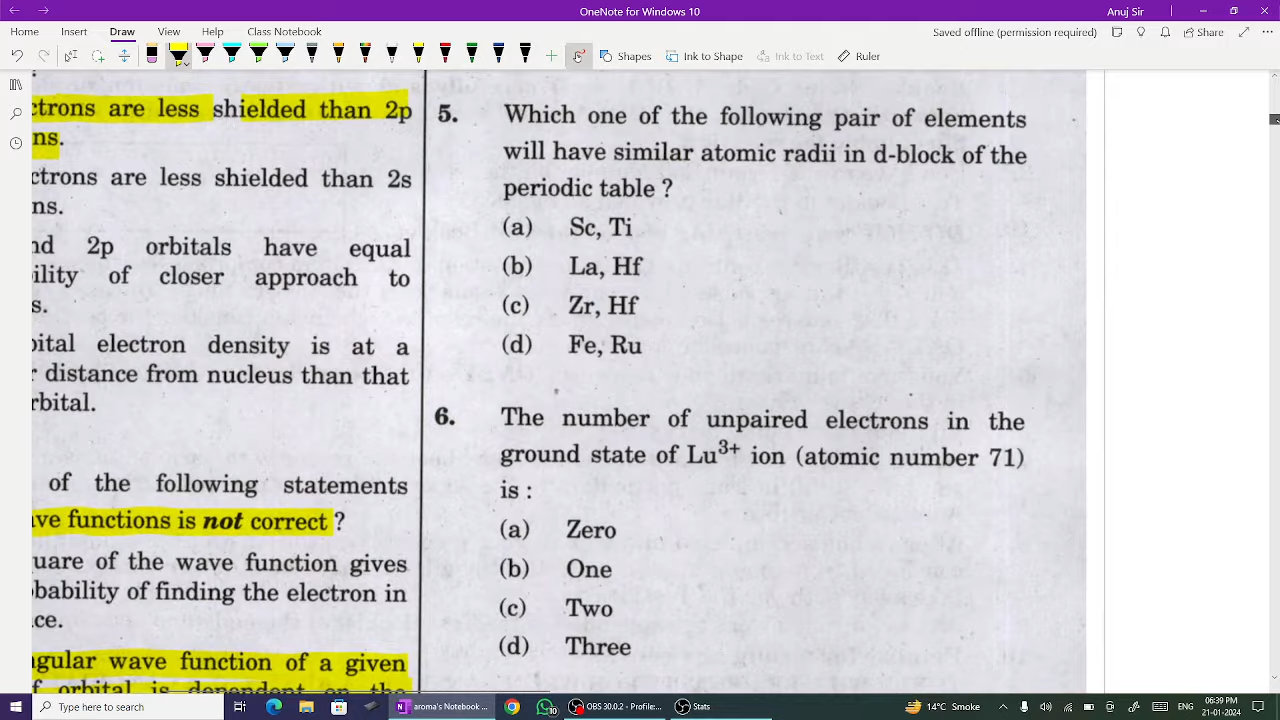 OneNote for Windows 10
Anuj Sir
Home Insert Draw View Help Class Notebook
Saved offline (permission required) Share
Shapes Ink to Shape Ink to Text Ruler
ctrons are less shielded than 2p
ns.
ctrons are less shielded than 2s
ns.
nd 2p orbitals have equal
ility of closer approach to
s.
ital electron density is at a
distance from nucleus than that
rbital.
of the following statements
ve functions is not correct ?
uare of the wave function gives
bability of finding the electron in
ce.
ngular wave function of a given
f orbital is dependent on the
5. Which one of the following pair of elements
will have similar atomic radii in d-block of the
periodic table ?
(a) Sc, Ti
(b) La, Hf
(c) Zr, Hf
(d) Fe, Ru
6. The number of unpaired electrons in the
ground state of Lu³⁺ ion (atomic number 71)
is :
(a) Zero
(b) One
(c) Two
(d) Three
Type here to search
aroma's Notebook ...
OBS 30.0.2 - Profile:...
Stats
14°C Smoke
ENG
06:59 PM
21-01-2024